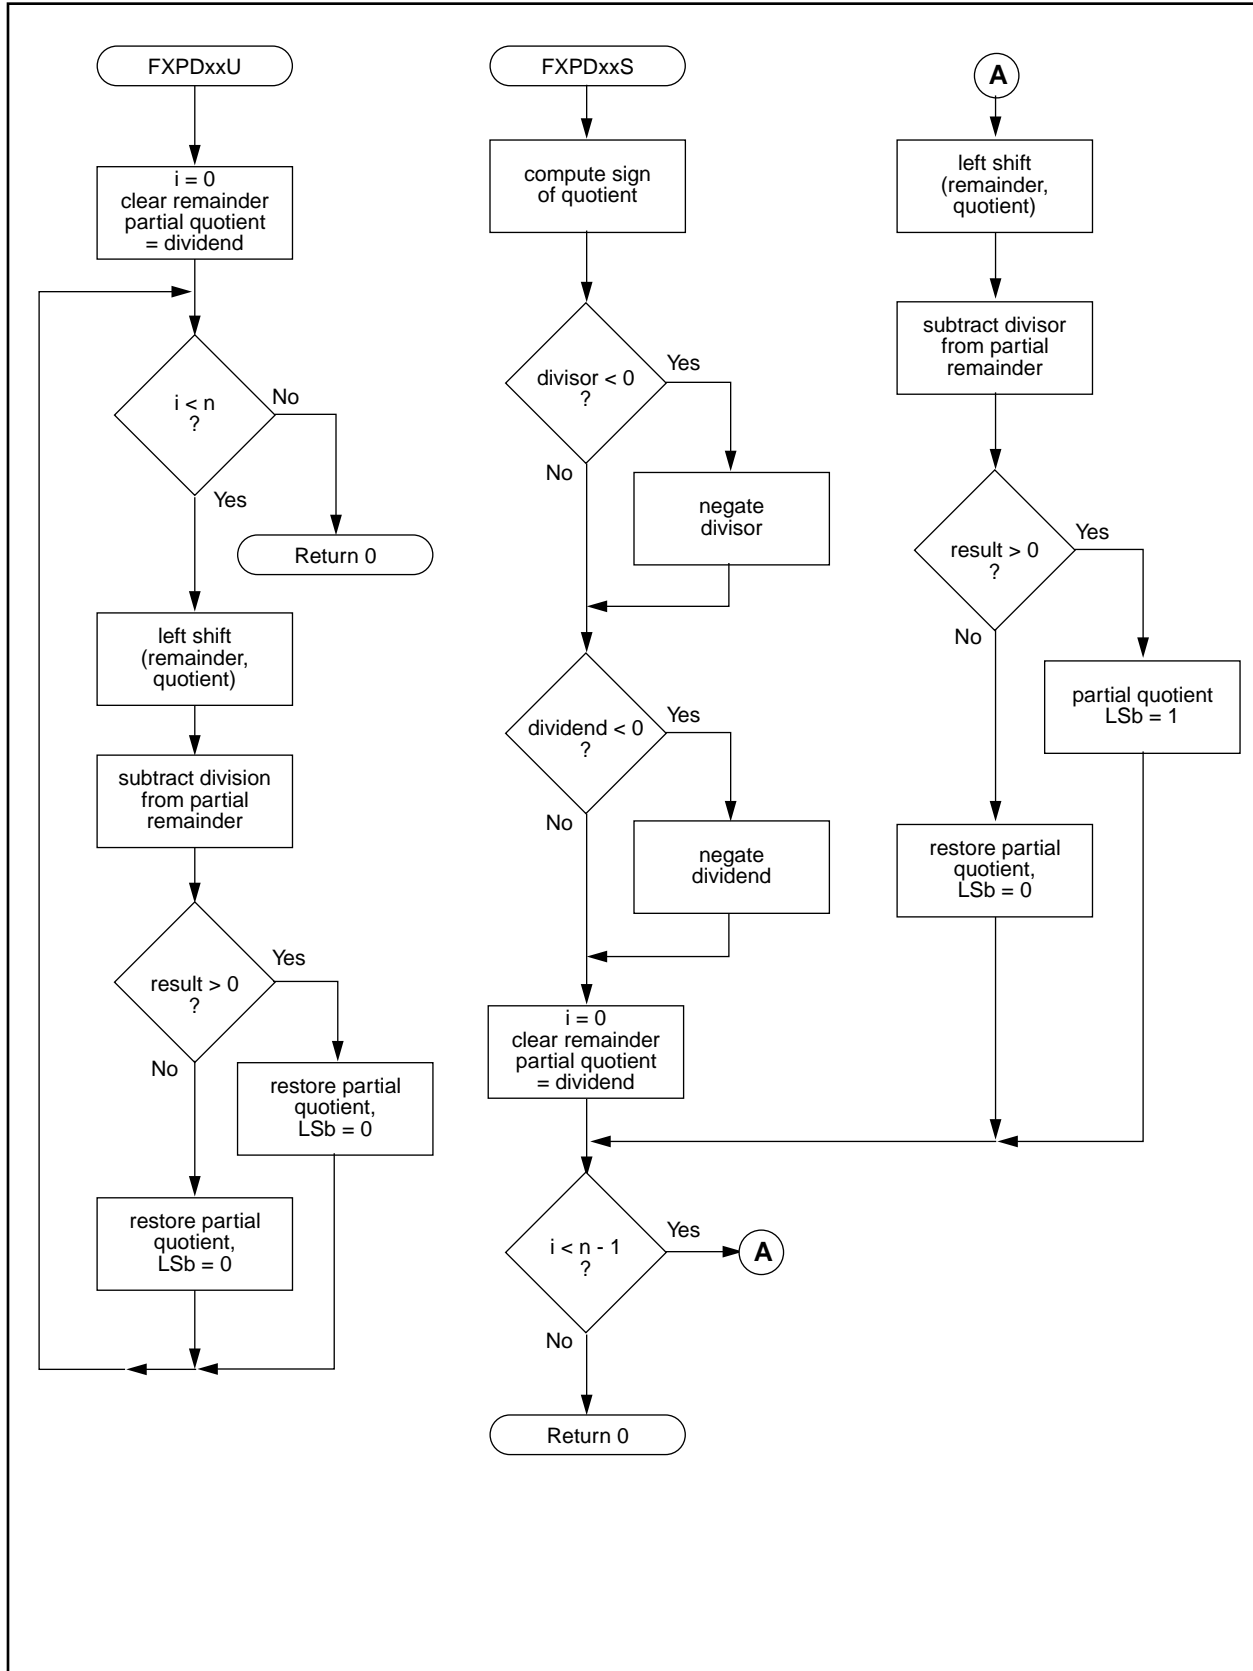 FXPDxxU
i = 0
clear remainder
partial quotient
= dividend
i < n
?
No
Yes
Return 0
left shift
(remainder,
quotient)
subtract division
from partial
remainder
result > 0
?
Yes
No
restore partial
quotient,
LSb = 0
restore partial
quotient,
LSb = 0
FXPDxxS
compute sign
of quotient
divisor < 0
?
Yes
No
negate
divisor
dividend < 0
?
Yes
No
negate
dividend
i = 0
clear remainder
partial quotient
= dividend
i < n - 1
?
Yes
A
No
Return 0
A
left shift
(remainder,
quotient)
subtract divisor
from partial
remainder
result > 0
?
Yes
No
partial quotient
LSb = 1
restore partial
quotient,
LSb = 0